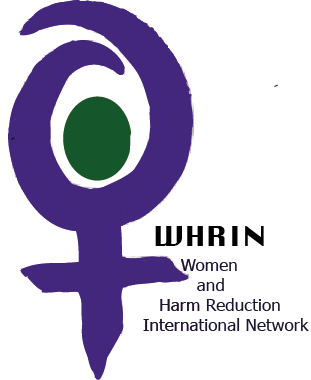 WHRIN
Women
and
Harm Reduction
International Network